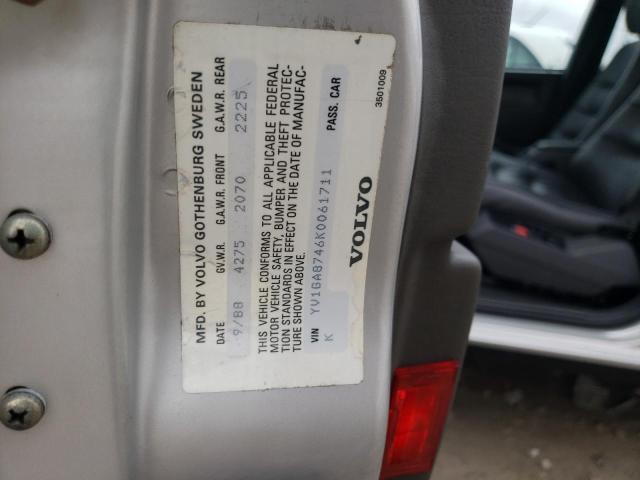 MFD. BY VOLVO GOTHENBURG SWEDEN
DATE G.V.W.R. G.A.W.R. FRONT G.A.W.R. REAR
9/88 4275 2070 2225
THIS VEHICLE CONFORMS TO ALL APPLICABLE FEDERAL
MOTOR VEHICLE SAFETY, BUMPER AND THEFT PROTEC-
TION STANDARDS IN EFFECT ON THE DATE OF MANUFAC-
TURE SHOWN ABOVE.
VIN YV1GA8746K0061711 PASS. CAR
K
VOLVO 3501009